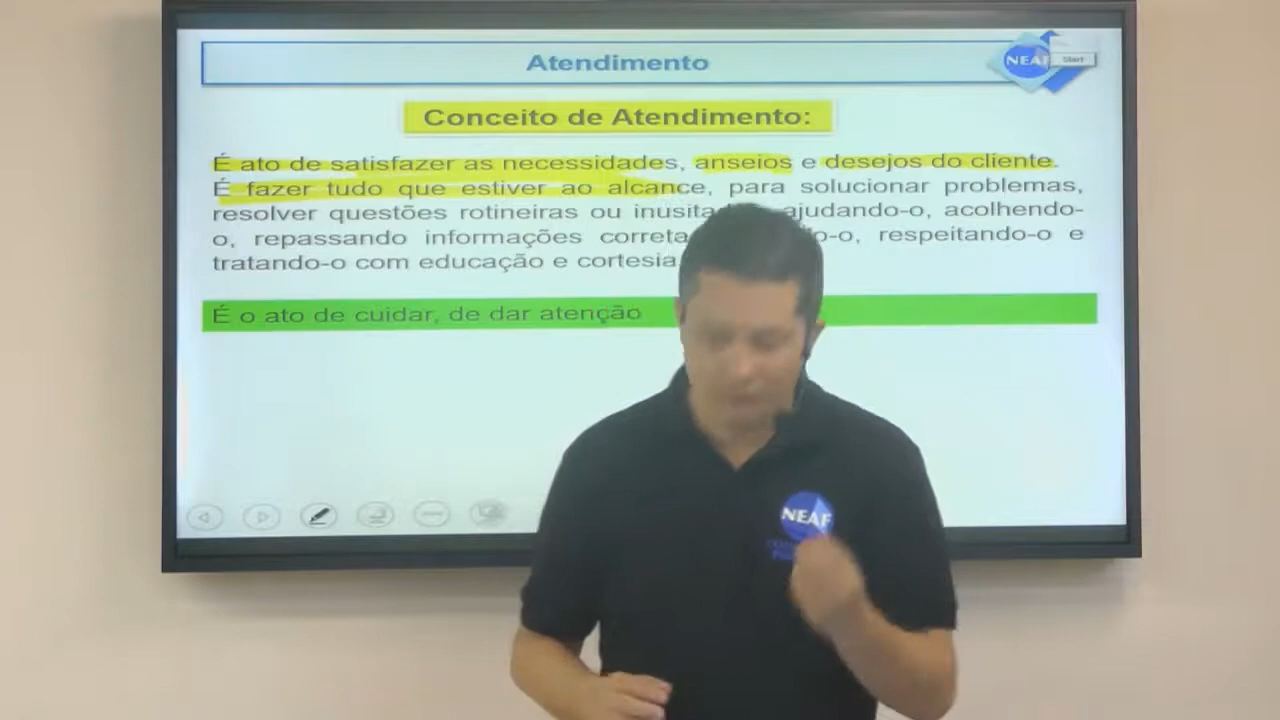 Atendimento
NEAF
Start
Conceito de Atendimento:
É ato de satisfazer as necessidades, anseios e desejos do cliente.
É fazer tudo que estiver ao alcance, para solucionar problemas,
resolver questões rotineiras ou ajudando-o, acolhendo-
o, repassando informações respeitando-o e
tratando-o com educação e cortesia
É o ato de cuidar, de dar atenção
NEAF